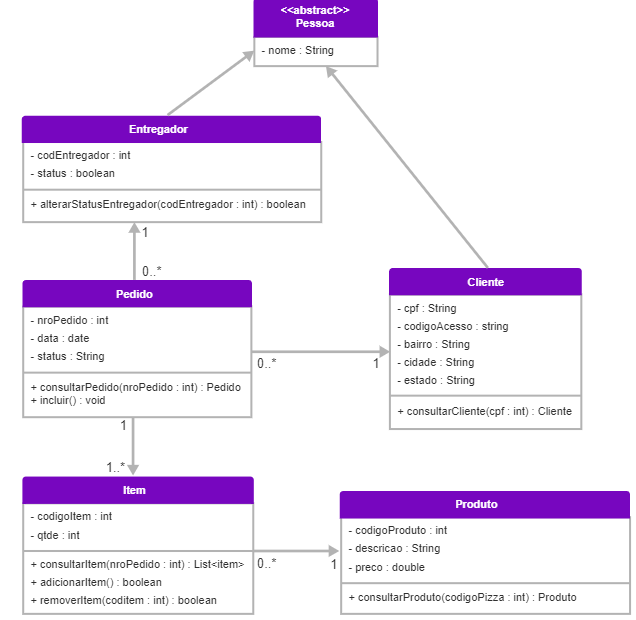 <<abstract>>
Pessoa
- nome : String
Entregador
- codEntregador : int
- status : boolean
+ alterarStatusEntregador(codEntregador : int) : boolean
1
0..*
Pedido
- nroPedido : int
- data : date
- status : String
+ consultarPedido(nroPedido : int) : Pedido
+ incluir() : void
0..*
1
Cliente
- cpf : String
- codigoAcesso : string
- bairro : String
- cidade : String
- estado : String
+ consultarCliente(cpf : int) : Cliente
1
1..*
Item
- codigoItem : int
- qtde : int
+ consultarItem(nroPedido : int) : List<item>
+ adicionarItem() : boolean
+ removerItem(coditem : int) : boolean
0..*
1
Produto
- codigoProduto : int
- descricao : String
- preco : double
+ consultarProduto(codigoPizza : int) : Produto